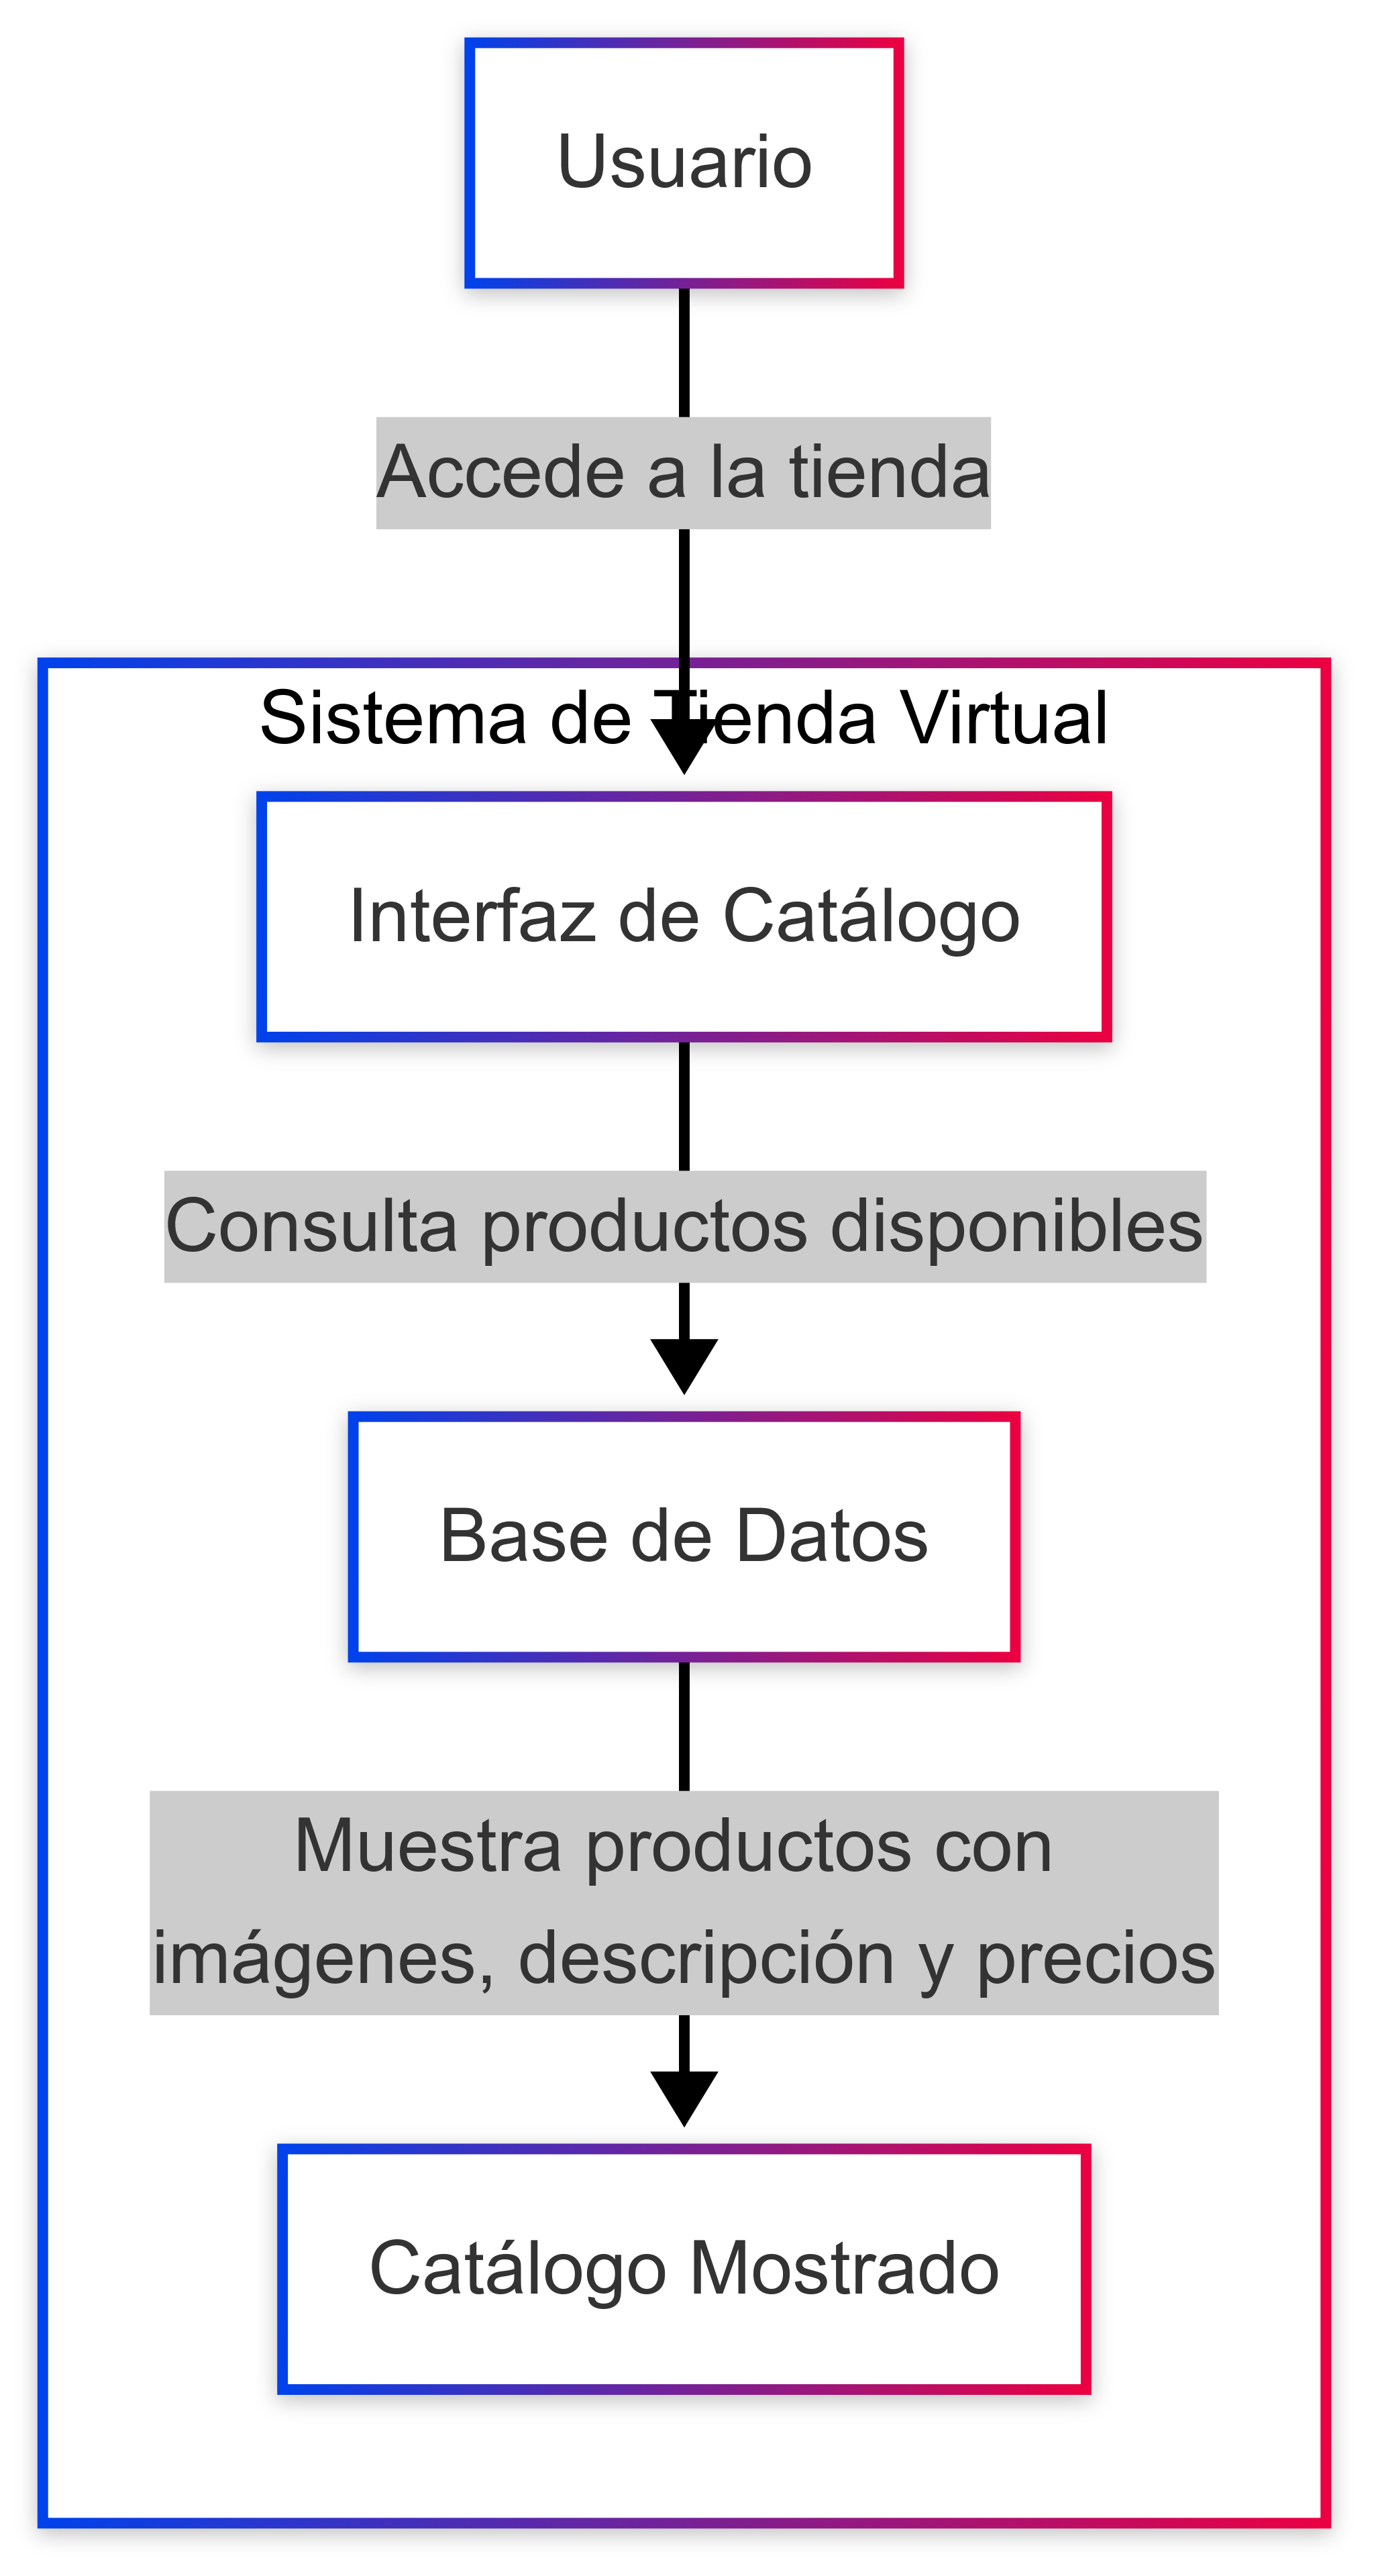 Usuario
Accede a la tienda
Sistema de Tienda Virtual
Interfaz de Catálogo
Consulta productos disponibles
Base de Datos
Muestra productos con
imágenes, descripción y precios
Catálogo Mostrado